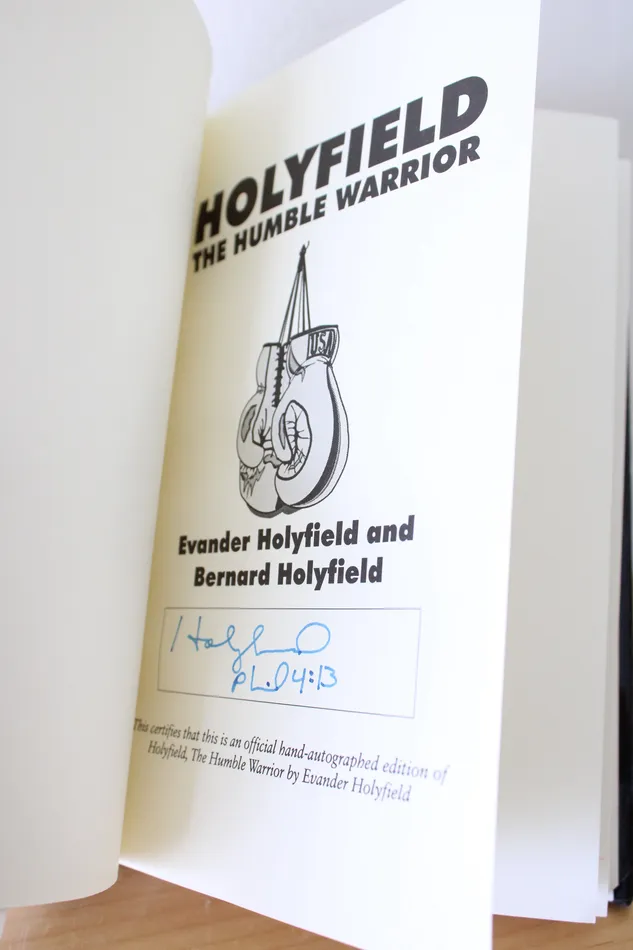 HOLYFIELD
THE HUMBLE WARRIOR
USA
Evander Holyfield and
Bernard Holyfield
Holyfield
Phil 4:13
This certifies that this is an official hand-autographed edition of
Holyfield, The Humble Warrior by Evander Holyfield